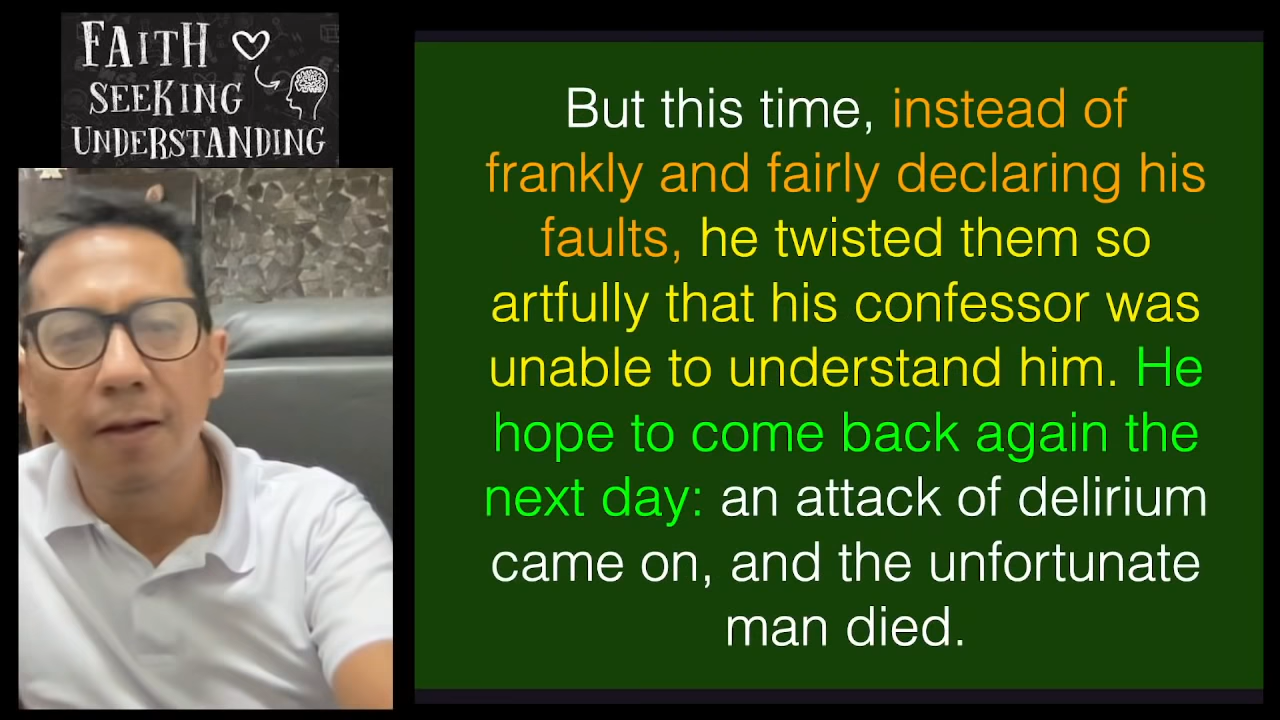 FAITH
SEEKING
UNDERSTANDING
But this time, instead of
frankly and fairly declaring his
faults, he twisted them so
artfully that his confessor was
unable to understand him. He
hope to come back again the
next day: an attack of delirium
came on, and the unfortunate
man died.